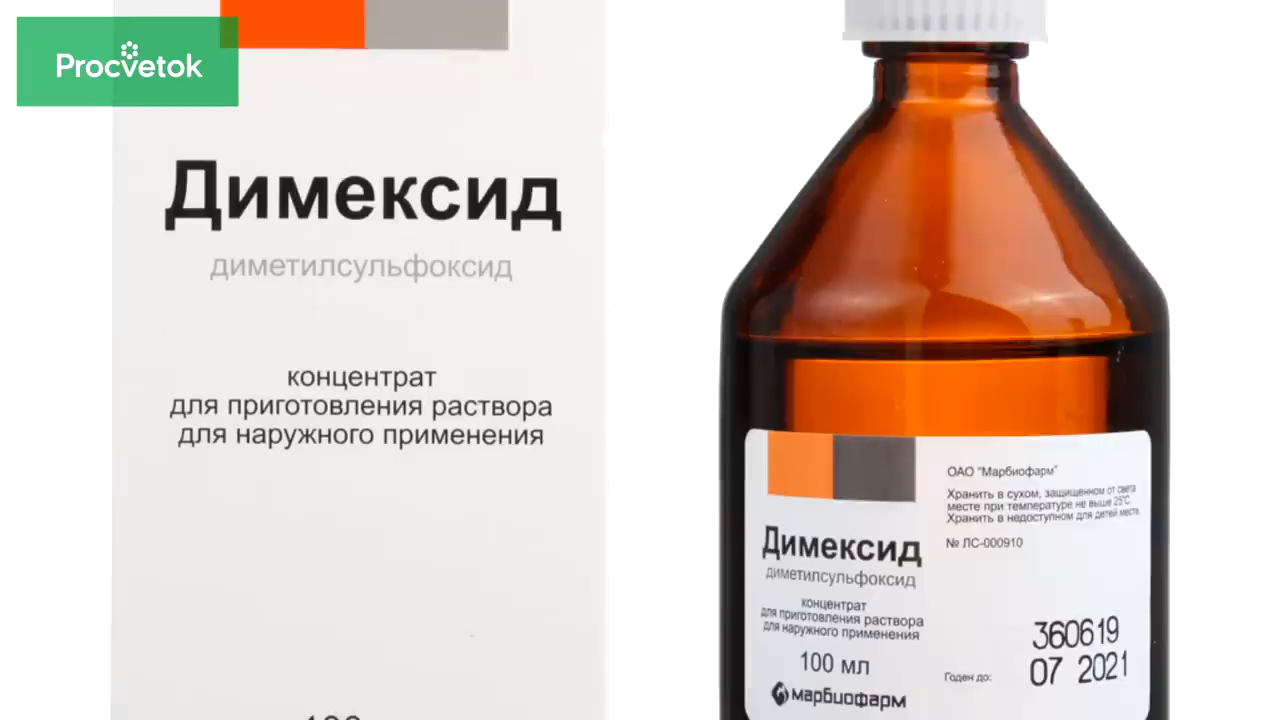 Procvetok
Димексид
диметилсульфоксид
концентрат
для приготовления раствора
для наружного применения
ОАО "Марбиофарм"
Хранить в сухом, защищенном от света
месте при температуре не выше 25°С
Хранить в недоступном для детей месте
№ ЛС-000910
Димексид
диметилсульфоксид
концентрат
для приготовления раствора
для наружного применения
100 мл
марбиофарм
360619
Годен до: 07 2021